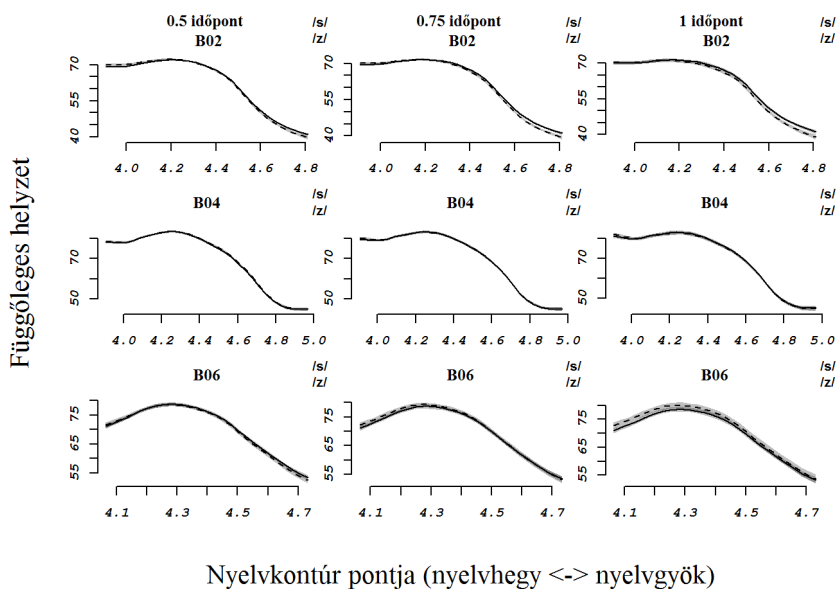 0.5 időpont
B02
/s/
/z/
0.75 időpont
B02
/s/
/z/
1 időpont
B02
/s/
/z/
40 55 70
4.0 4.2 4.4 4.6 4.8
40 55 70
4.0 4.2 4.4 4.6 4.8
40 55 70
4.0 4.2 4.4 4.6 4.8
B04
/s/
/z/
B04
/s/
/z/
B04
/s/
/z/
50 70
4.0 4.2 4.4 4.6 4.8 5.0
50 70
4.0 4.2 4.4 4.6 4.8 5.0
50 70
4.0 4.2 4.4 4.6 4.8 5.0
B06
/s/
/z/
B06
/s/
/z/
B06
/s/
/z/
55 65 75
4.1 4.3 4.5 4.7
55 65 75
4.1 4.3 4.5 4.7
55 65 75
4.1 4.3 4.5 4.7
Függőleges helyzet
Nyelvkontúr pontja (nyelvhegy <-> nyelvgyök)